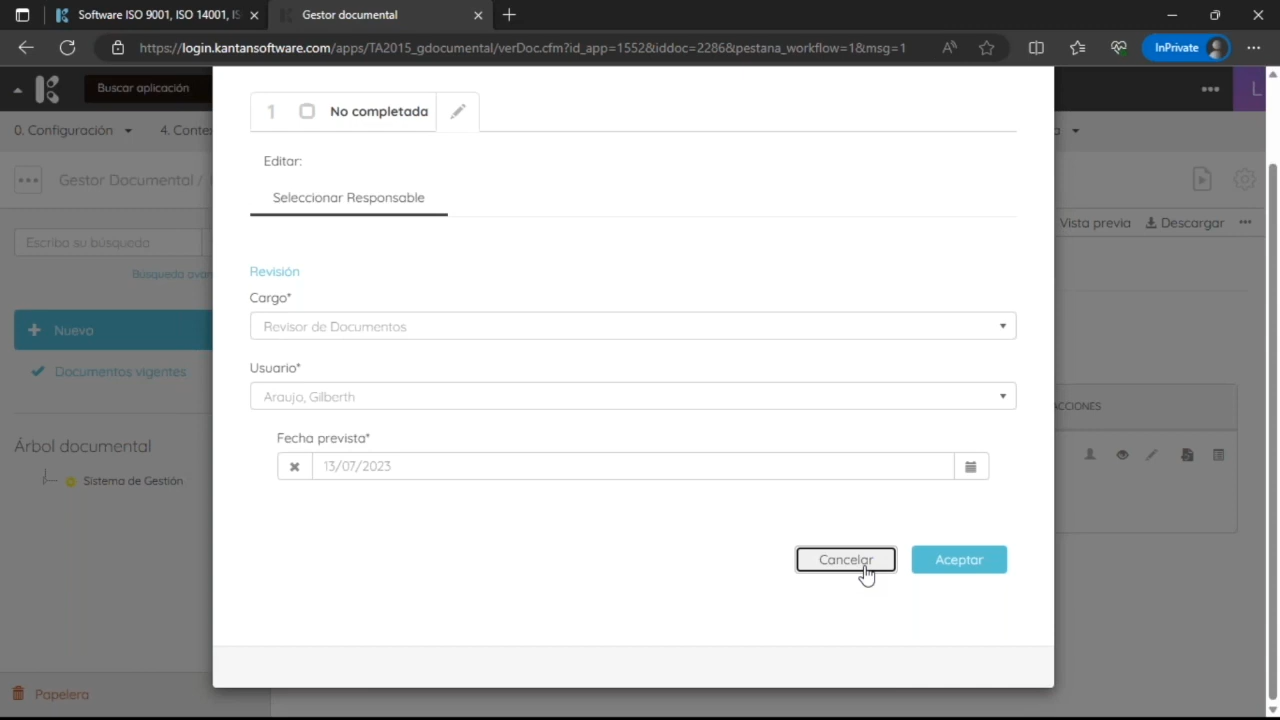 Software ISO 9001, ISO 14001, IS
Gestor documental
https://login.kantansoftware.com/apps/TA2015_gdocumental/verDoc.cfm?id_app=1552&iddoc=2286&pestana_workflow=1&msg=1
InPrivate
Buscar aplicación
L
0. Configuración
4. Conte
a
Gestor Documental /
Vista previa
Descargar
Escriba su búsqueda
Búsqueda avan
Nuevo
Documentos vigentes
Árbol documental
Sistema de Gestión
Papelera
1
No completada
Editar:
Seleccionar Responsable
Revisión
Cargo*
Revisor de Documentos
Usuario*
Araujo, Gilberth
Fecha prevista*
13/07/2023
Cancelar
Aceptar
ACCIONES